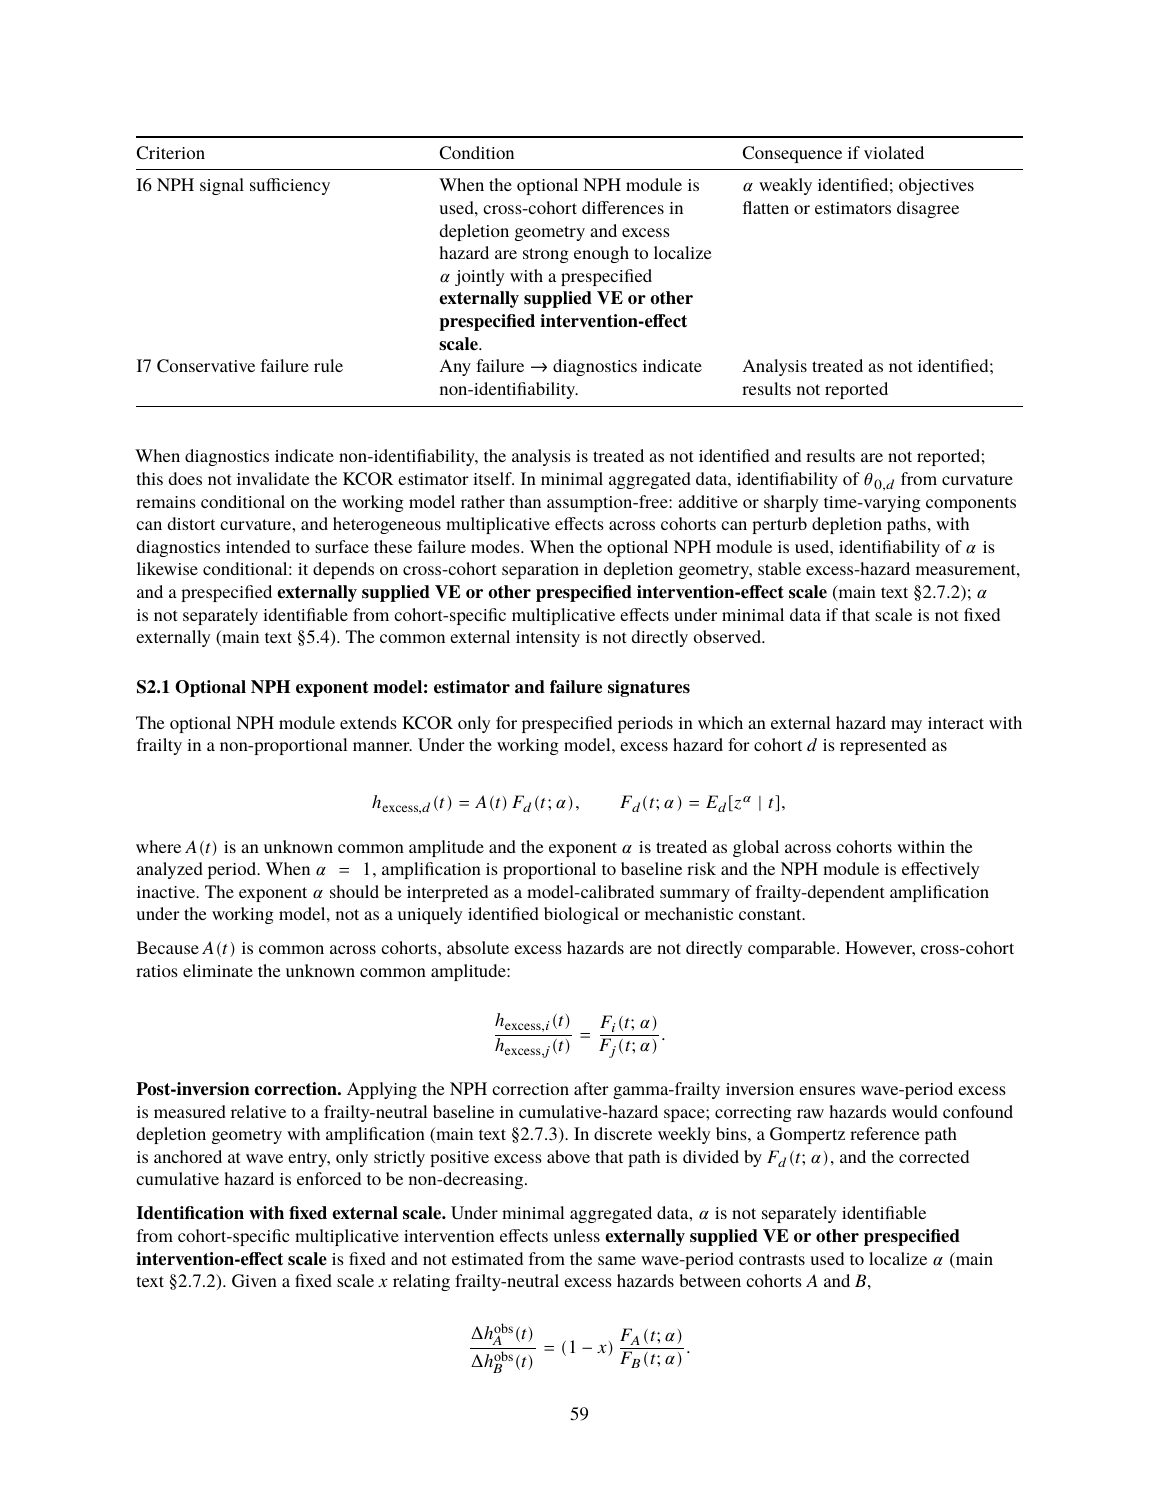 Criterion Condition Consequence if violated
I6 NPH signal sufficiency When the optional NPH module is α weakly identified; objectives
used, cross-cohort differences in flatten or estimators disagree
depletion geometry and excess
hazard are strong enough to localize
α jointly with a prespecified
externally supplied VE or other
prespecified intervention-effect
scale.
I7 Conservative failure rule Any failure → diagnostics indicate Analysis treated as not identified;
non-identifiability. results not reported
When diagnostics indicate non-identifiability, the analysis is treated as not identified and results are not reported;
this does not invalidate the KCOR estimator itself. In minimal aggregated data, identifiability of θ_{0,d} from curvature
remains conditional on the working model rather than assumption-free: additive or sharply time-varying components
can distort curvature, and heterogeneous multiplicative effects across cohorts can perturb depletion paths, with
diagnostics intended to surface these failure modes. When the optional NPH module is used, identifiability of α is
likewise conditional: it depends on cross-cohort separation in depletion geometry, stable excess-hazard measurement,
and a prespecified externally supplied VE or other prespecified intervention-effect scale (main text §2.7.2); α
is not separately identifiable from cohort-specific multiplicative effects under minimal data if that scale is not fixed
externally (main text §5.4). The common external intensity is not directly observed.
S2.1 Optional NPH exponent model: estimator and failure signatures
The optional NPH module extends KCOR only for prespecified periods in which an external hazard may interact with
frailty in a non-proportional manner. Under the working model, excess hazard for cohort d is represented as
h_{excess,d}(t) = A(t) F_d(t; α), F_d(t; α) = E_d[z^α | t],
where A(t) is an unknown common amplitude and the exponent α is treated as global across cohorts within the
analyzed period. When α = 1, amplification is proportional to baseline risk and the NPH module is effectively
inactive. The exponent α should be interpreted as a model-calibrated summary of frailty-dependent amplification
under the working model, not as a uniquely identified biological or mechanistic constant.
Because A(t) is common across cohorts, absolute excess hazards are not directly comparable. However, cross-cohort
ratios eliminate the unknown common amplitude:
h_{excess,i}(t) / h_{excess,j}(t) = F_i(t; α) / F_j(t; α).
Post-inversion correction. Applying the NPH correction after gamma-frailty inversion ensures wave-period excess
is measured relative to a frailty-neutral baseline in cumulative-hazard space; correcting raw hazards would confound
depletion geometry with amplification (main text §2.7.3). In discrete weekly bins, a Gompertz reference path
is anchored at wave entry, only strictly positive excess above that path is divided by F_d(t; α), and the corrected
cumulative hazard is enforced to be non-decreasing.
Identification with fixed external scale. Under minimal aggregated data, α is not separately identifiable
from cohort-specific multiplicative intervention effects unless externally supplied VE or other prespecified
intervention-effect scale is fixed and not estimated from the same wave-period contrasts used to localize α (main
text §2.7.2). Given a fixed scale x relating frailty-neutral excess hazards between cohorts A and B,
Δh_A^{obs}(t) / Δh_B^{obs}(t) = (1 − x) F_A(t; α) / F_B(t; α).
59